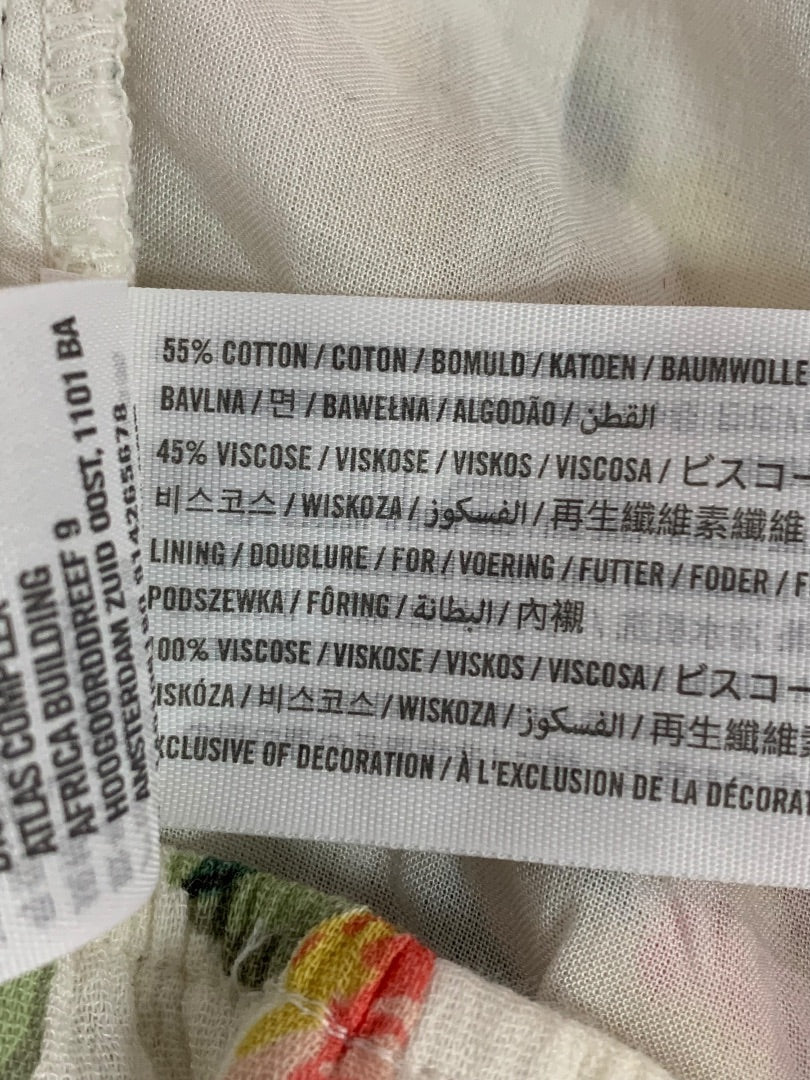 55% COTTON / COTON / BOMULD / KATOEN / BAUMWOLLE
BAVLNA / 면 / BAWEŁNA / ALGODÃO / القطن
45% VISCOSE / VISKOSE / VISKOS / VISCOSA / ビスコー
비스코스 / WISKOZA / الفسكوز / 再生纖維素纖維
LINING / DOUBLURE / FOR / VOERING / FUTTER / FODER / F
PODSZEWKA / FÔRING / البطانة / 內襯
100% VISCOSE / VISKOSE / VISKOS / VISCOSA / ビスコー
ISKÓZA / 비스코스 / WISKOZA / الفسكوز / 再生纖維素
XCLUSIVE OF DECORATION / À L'EXCLUSION DE LA DÉCORAT
ATLAS COMPLEX
AFRICA BUILDING
HOOGOORDDREEF 9
AMSTERDAM ZUID OOST, 1101 BA